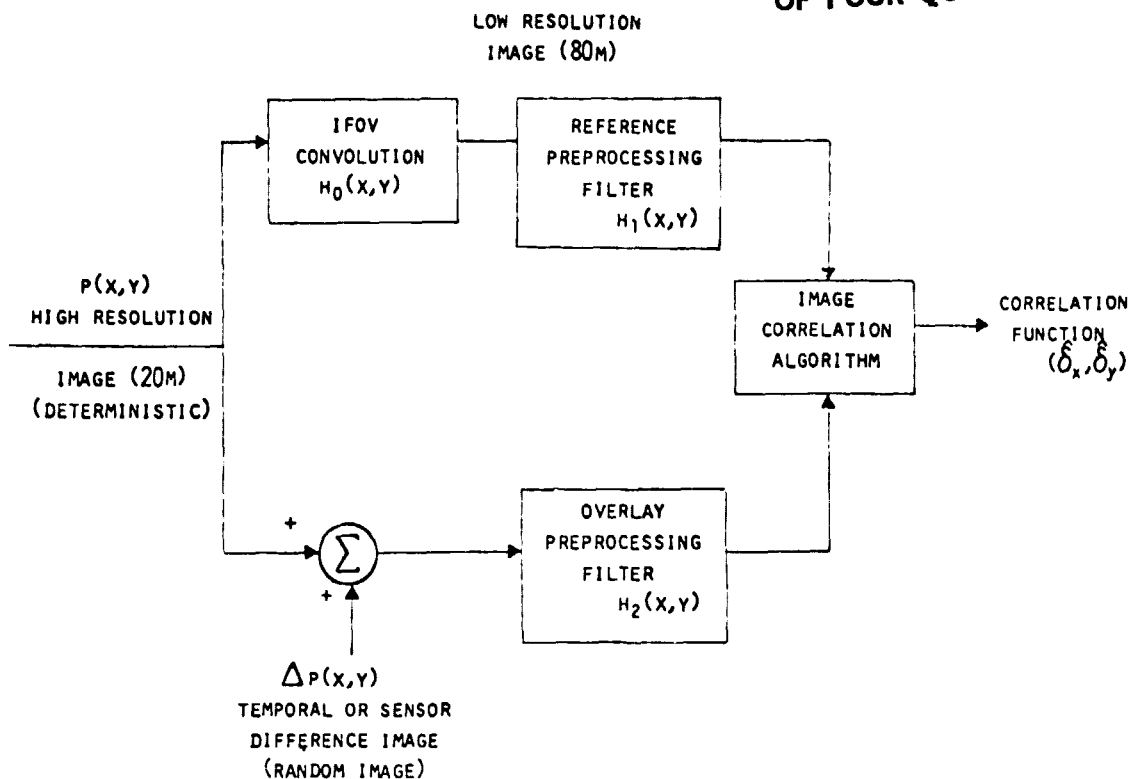 LOW RESOLUTION
IMAGE (80M)
IFOV
CONVOLUTION
H₀(X,Y)
REFERENCE
PREPROCESSING
FILTER
H₁(X,Y)
P(X,Y)
HIGH RESOLUTION
IMAGE (20M)
(DETERMINISTIC)
IMAGE
CORRELATION
ALGORITHM
CORRELATION
FUNCTION
(δ̂ₓ,δ̂ᵧ)
+
Σ
+
OVERLAY
PREPROCESSING
FILTER
H₂(X,Y)
ΔP(X,Y)
TEMPORAL OR SENSOR
DIFFERENCE IMAGE
(RANDOM IMAGE)